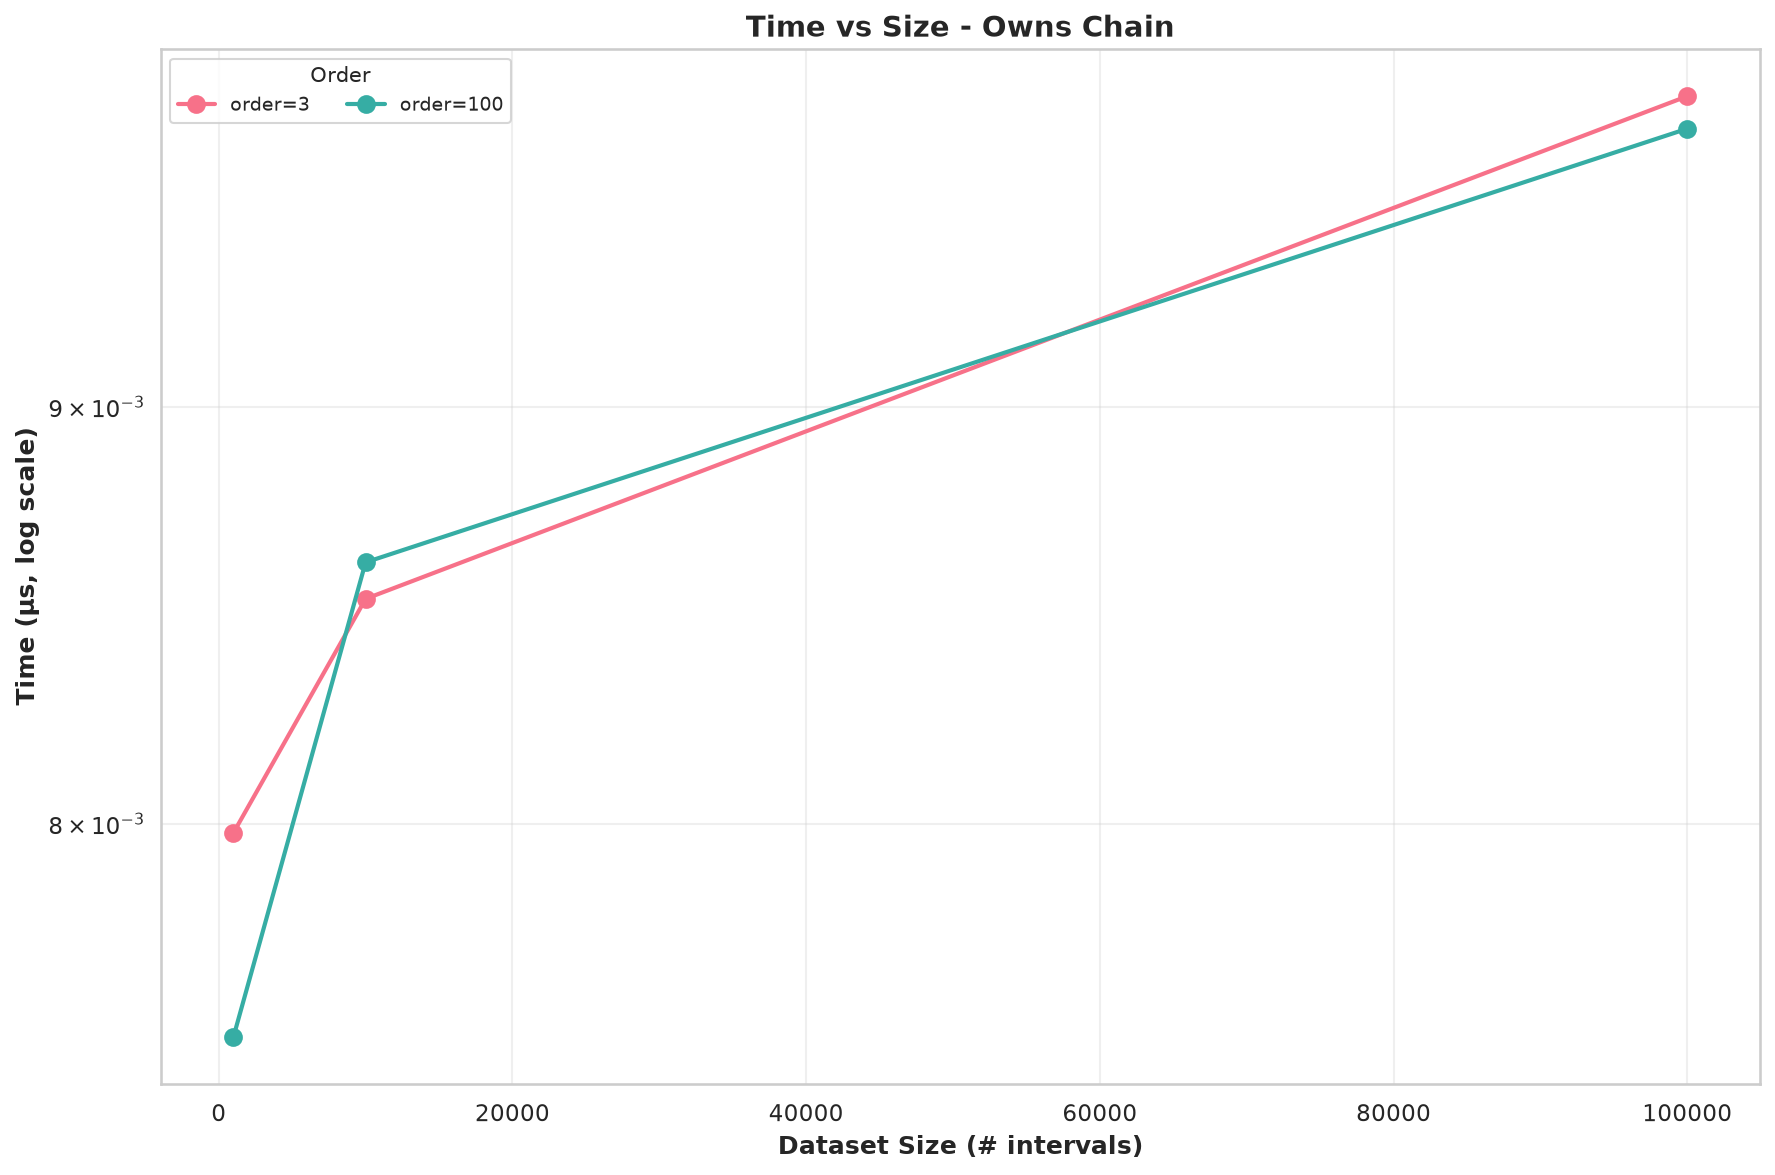 Time vs Size - Owns Chain
Order
order=3 order=100
Time (µs, log scale)
9 × 10⁻³
8 × 10⁻³
0 20000 40000 60000 80000 100000
Dataset Size (# intervals)